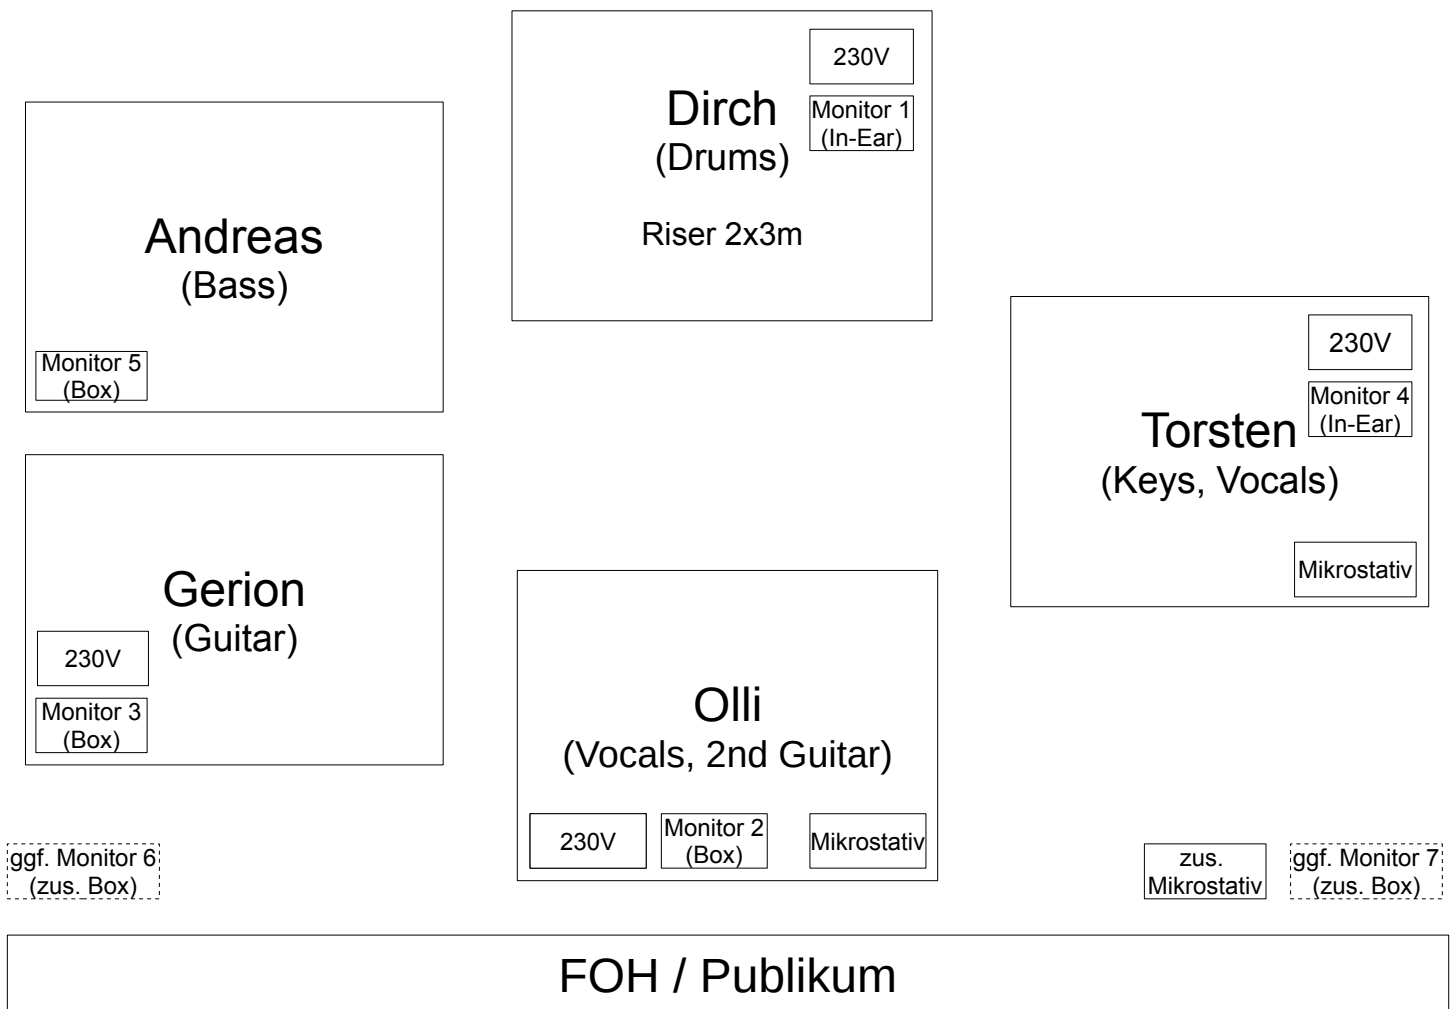 230V
Monitor 1
(In-Ear)
Dirch
(Drums)
Riser 2x3m
Andreas
(Bass)
Monitor 5
(Box)
230V
Monitor 4
(In-Ear)
Torsten
(Keys, Vocals)
Mikrostativ
Gerion
(Guitar)
230V
Monitor 3
(Box)
Olli
(Vocals, 2nd Guitar)
230V
Monitor 2
(Box)
Mikrostativ
ggf. Monitor 6
(zus. Box)
zus.
Mikrostativ
ggf. Monitor 7
(zus. Box)
FOH / Publikum